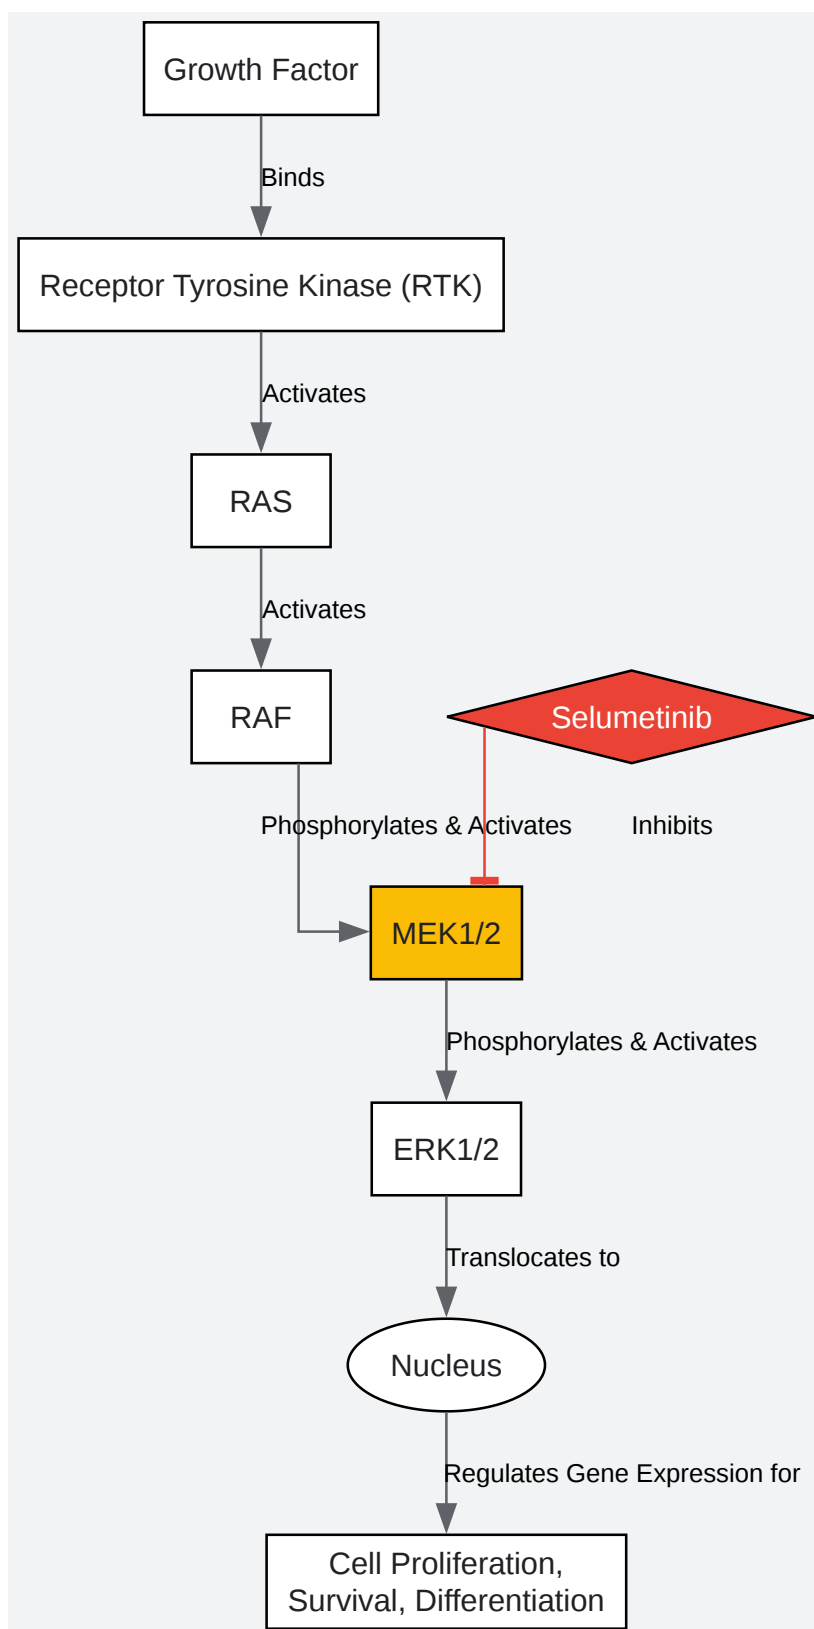 Growth Factor
Binds
Receptor Tyrosine Kinase (RTK)
Activates
RAS
Activates
RAF
Selumetinib
Phosphorylates & Activates
Inhibits
MEK1/2
Phosphorylates & Activates
ERK1/2
Translocates to
Nucleus
Regulates Gene Expression for
Cell Proliferation,
Survival, Differentiation